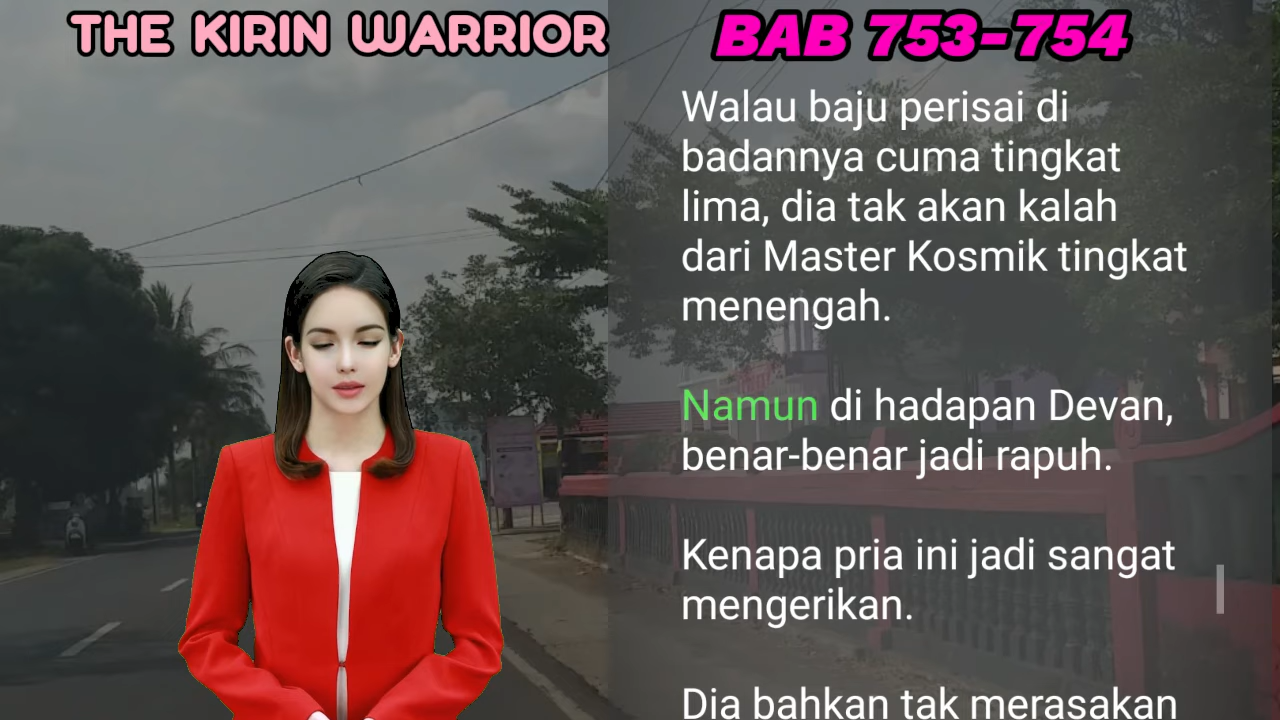 THE KIRIN WARRIOR
BAB 753-754
Walau baju perisai di
badannya cuma tingkat
lima, dia tak akan kalah
dari Master Kosmik tingkat
menengah.
Namun di hadapan Devan,
benar-benar jadi rapuh.
Kenapa pria ini jadi sangat
mengerikan.
Dia bahkan tak merasakan